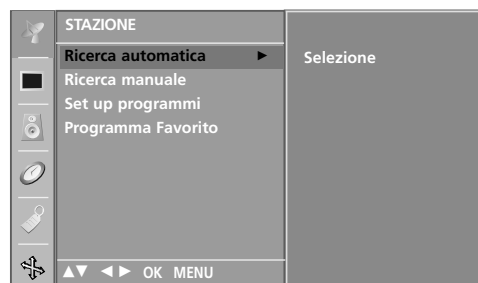 STAZIONE
Ricerca automatica ►
Selezione
Ricerca manuale
Set up programmi
Programma Favorito
▲▼ ◄► OK MENU